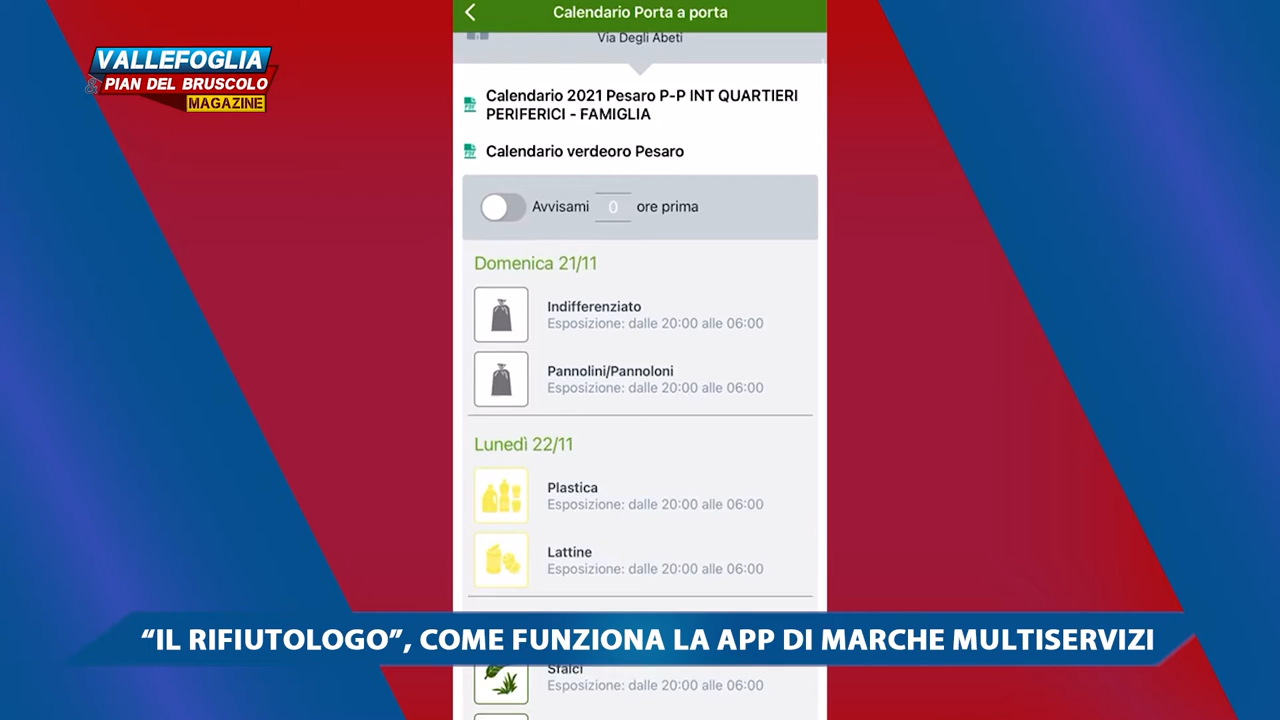 VALLEFOGLIA
& PIAN DEL BRUSCOLO
MAGAZINE
Calendario Porta a porta
Via Degli Abeti
PDF
Calendario 2021 Pesaro P-P INT QUARTIERI
PERIFERICI - FAMIGLIA
PDF
Calendario verdeoro Pesaro
Avvisami 0 ore prima
Domenica 21/11
Indifferenziato
Esposizione: dalle 20:00 alle 06:00
Pannolini/Pannoloni
Esposizione: dalle 20:00 alle 06:00
Lunedì 22/11
Plastica
Esposizione: dalle 20:00 alle 06:00
Lattine
Esposizione: dalle 20:00 alle 06:00
“IL RIFIUTOLOGO”, COME FUNZIONA LA APP DI MARCHE MULTISERVIZI
Sfalci
Esposizione: dalle 20:00 alle 06:00